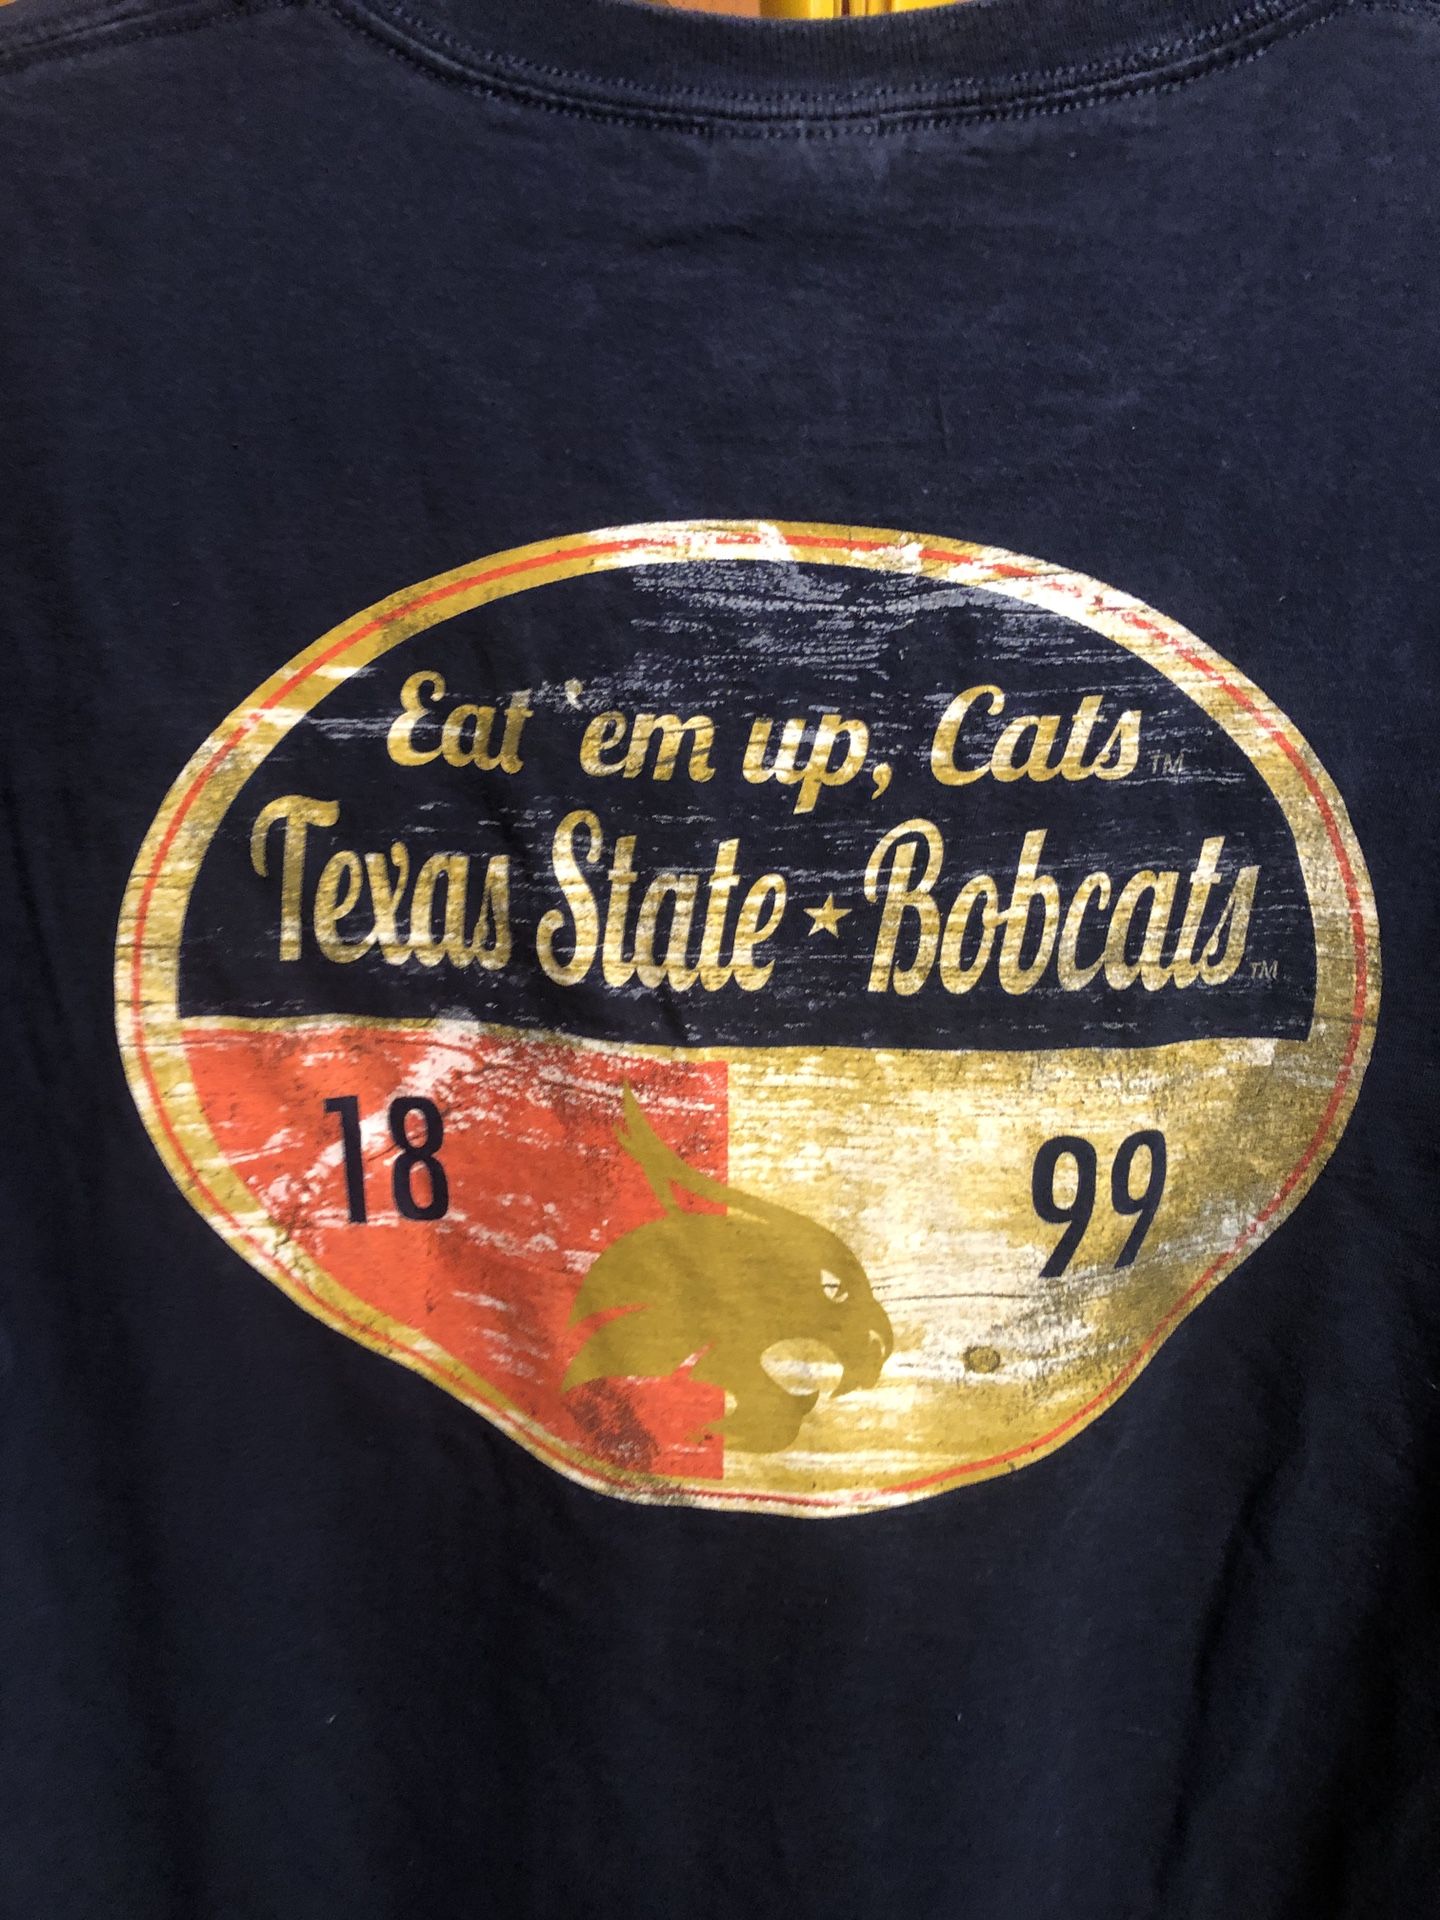 Eat 'em up, Cats™
Texas State ★ Bobcats™
18 99